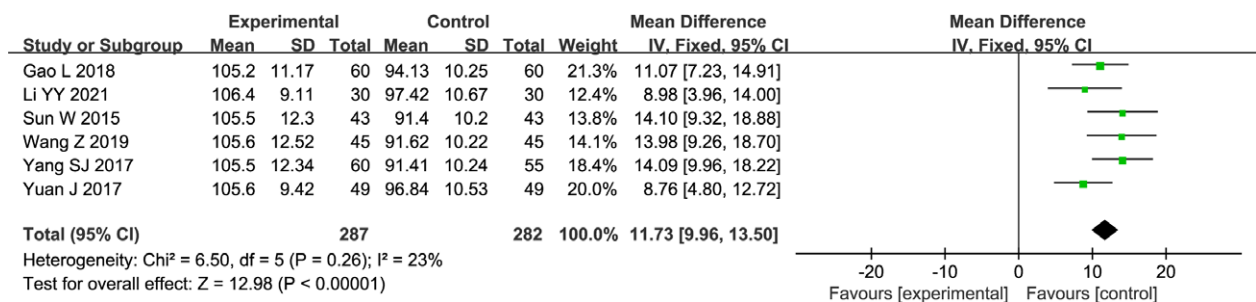 Experimental Control Mean Difference Mean Difference
Study or Subgroup Mean SD Total Mean SD Total Weight IV, Fixed, 95% CI IV, Fixed, 95% CI
Gao L 2018 105.2 11.17 60 94.13 10.25 60 21.3% 11.07 [7.23, 14.91]
Li YY 2021 106.4 9.11 30 97.42 10.67 30 12.4% 8.98 [3.96, 14.00]
Sun W 2015 105.5 12.3 43 91.4 10.2 43 13.8% 14.10 [9.32, 18.88]
Wang Z 2019 105.6 12.52 45 91.62 10.22 45 14.1% 13.98 [9.26, 18.70]
Yang SJ 2017 105.5 12.34 60 91.41 10.24 55 18.4% 14.09 [9.96, 18.22]
Yuan J 2017 105.6 9.42 49 96.84 10.53 49 20.0% 8.76 [4.80, 12.72]
Total (95% CI) 287 282 100.0% 11.73 [9.96, 13.50]
Heterogeneity: Chi² = 6.50, df = 5 (P = 0.26); I² = 23%
Test for overall effect: Z = 12.98 (P < 0.00001)
-20 -10 0 10 20
Favours [experimental] Favours [control]